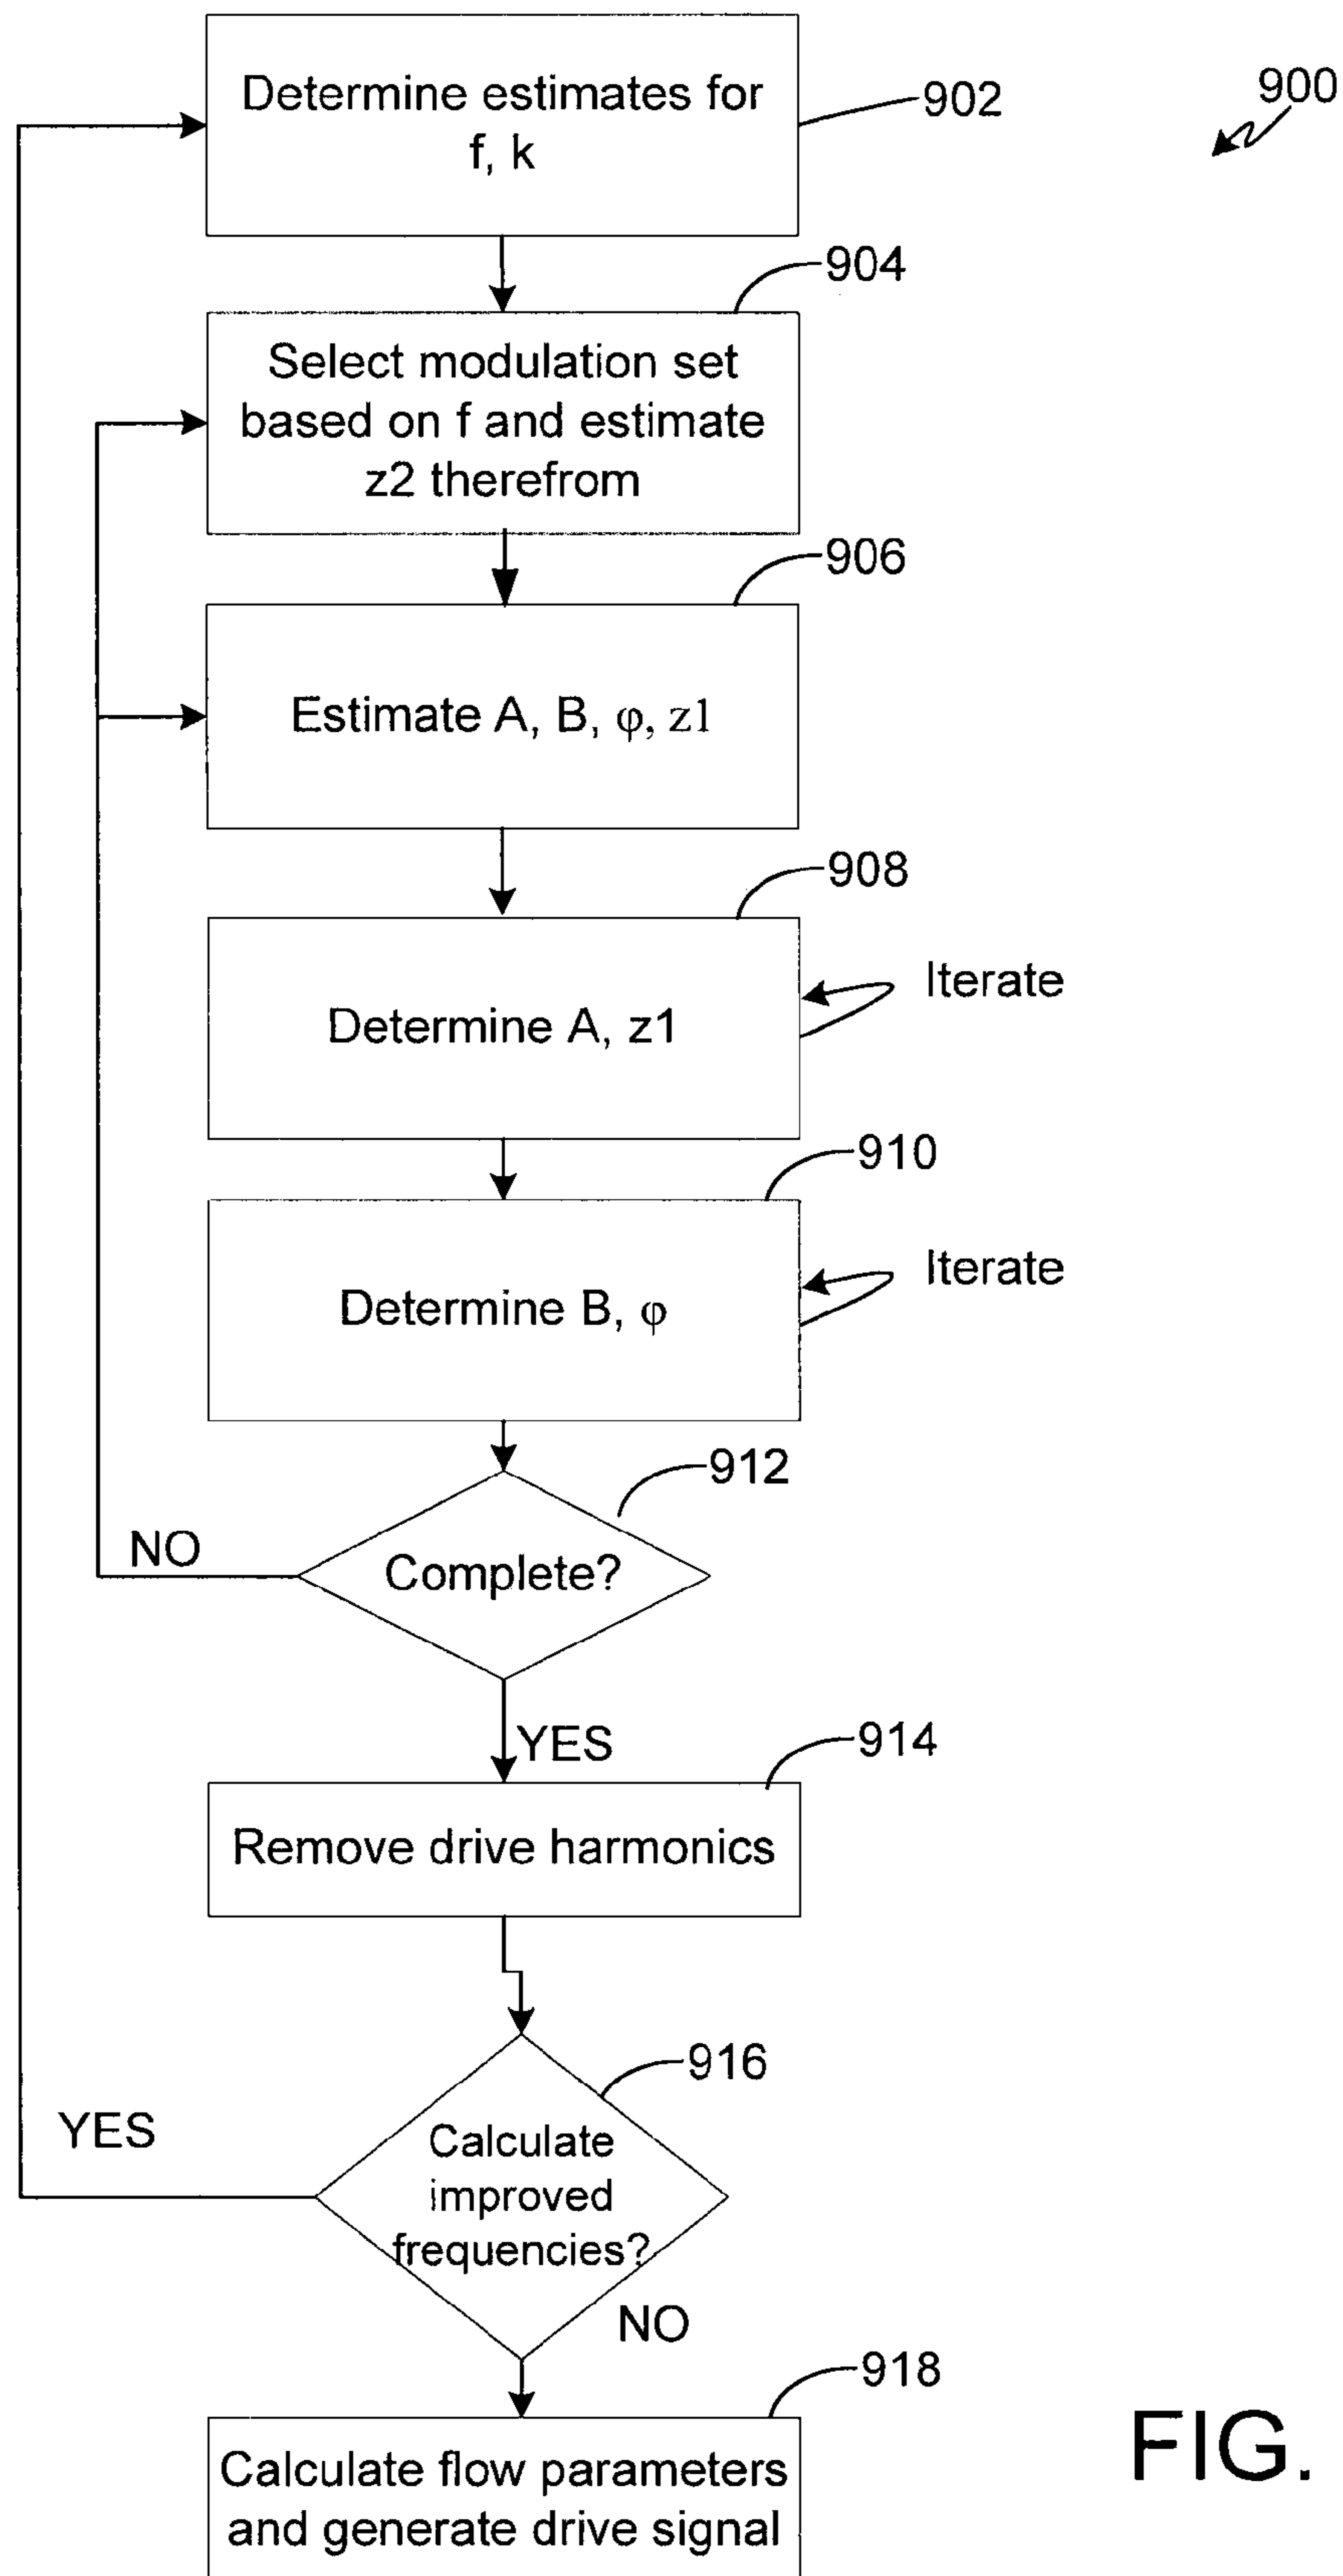 Determine estimates for
f, k
902
900
904
Select modulation set
based on f and estimate
z2 therefrom
906
Estimate A, B, φ, z1
908
Iterate
Determine A, z1
910
Iterate
Determine B, φ
912
NO
Complete?
YES
914
Remove drive harmonics
916
YES
Calculate
improved
frequencies?
NO
918
Calculate flow parameters
and generate drive signal
FIG.